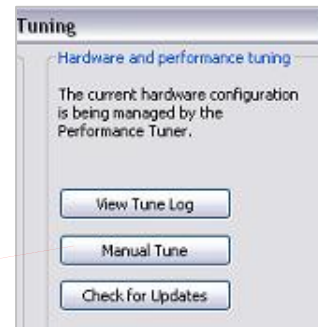 Tuning
Hardware and performance tuning
The current hardware configuration
is being managed by the
Performance Tuner.
View Tune Log
Manual Tune
Check for Updates